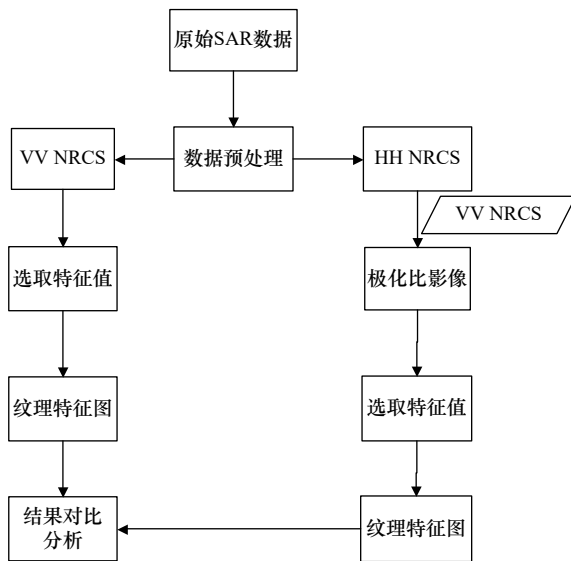 原始SAR数据
VV NRCS
数据预处理
HH NRCS
VV NRCS
选取特征值
极化比影像
纹理特征图
选取特征值
结果对比
分析
纹理特征图